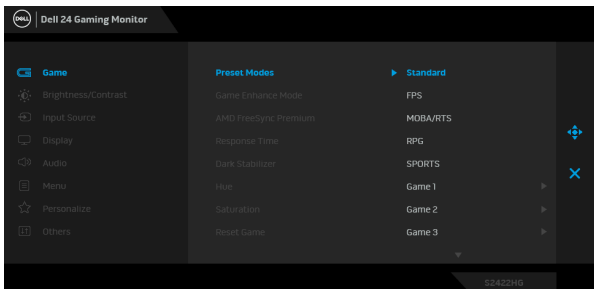 DELL Dell 24 Gaming Monitor
Game Preset Modes Standard
Brightness/Contrast Game Enhance Mode FPS
Input Source AMD FreeSync Premium MOBA/RTS
Display Response Time RPG
Audio Dark Stabilizer SPORTS
Menu Hue Game 1
Personalize Saturation Game 2
Others Reset Game Game 3
S2422HG